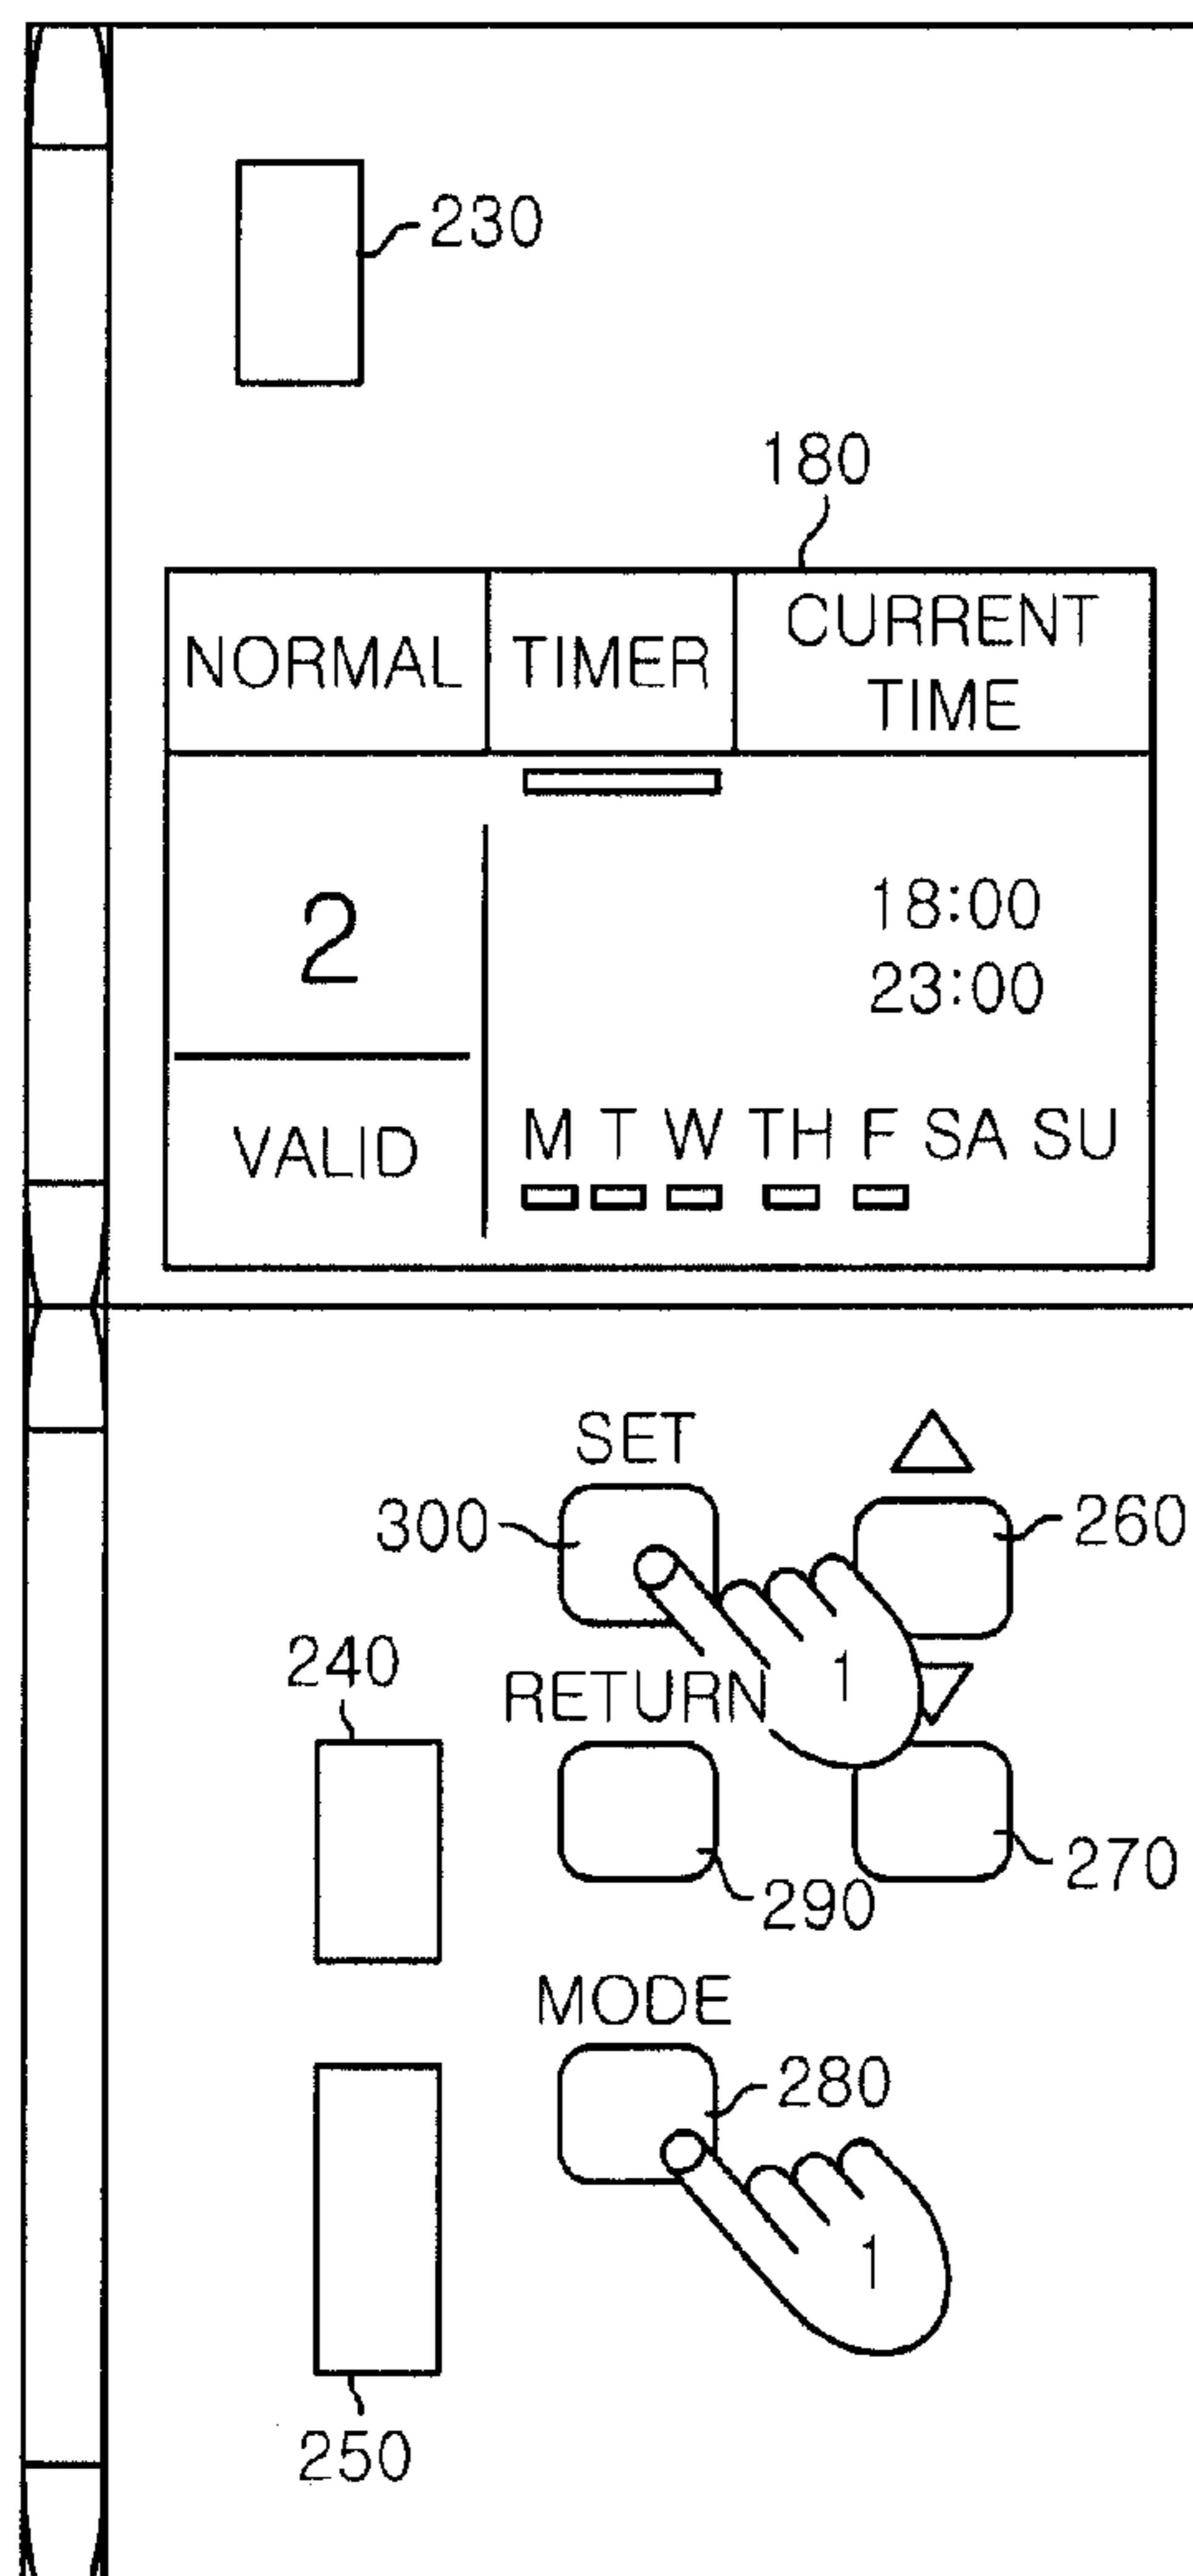 230
180
NORMAL TIMER CURRENT TIME
2
18:00
23:00
VALID
M T W TH F SA SU
SET
300
260
240
RETURN
1
290
270
MODE
280
1
250